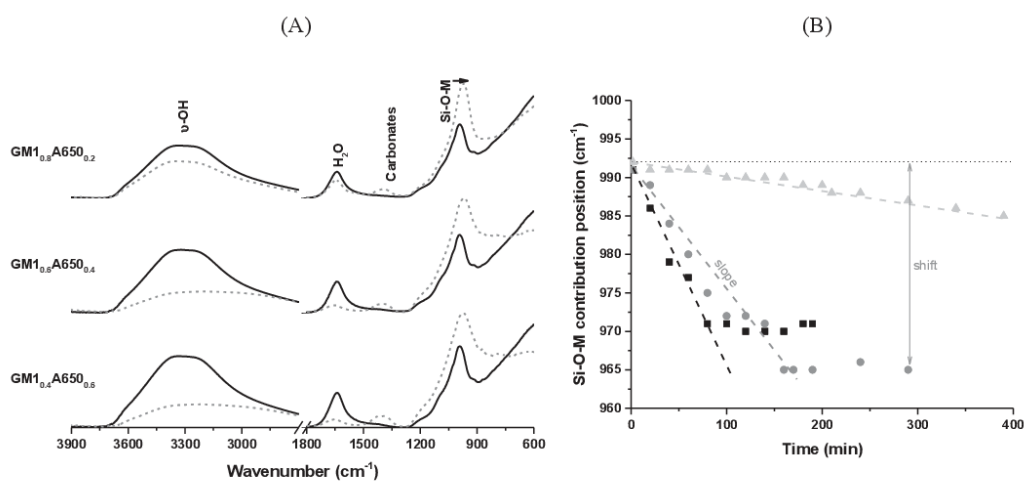 (A)
υ-OH
H₂O
Carbonates
Si-O-M
GM1₀.₈A650₀.₂
GM1₀.₆A650₀.₄
GM1₀.₄A650₀.₆
3900 3600 3300 3000 1800 1500 1200 900 600
Wavenumber (cm⁻¹)
(B)
Si-O-M contribution position (cm⁻¹)
1000
995
990
985
980
975
970
965
960
slope
shift
0 100 200 300 400
Time (min)